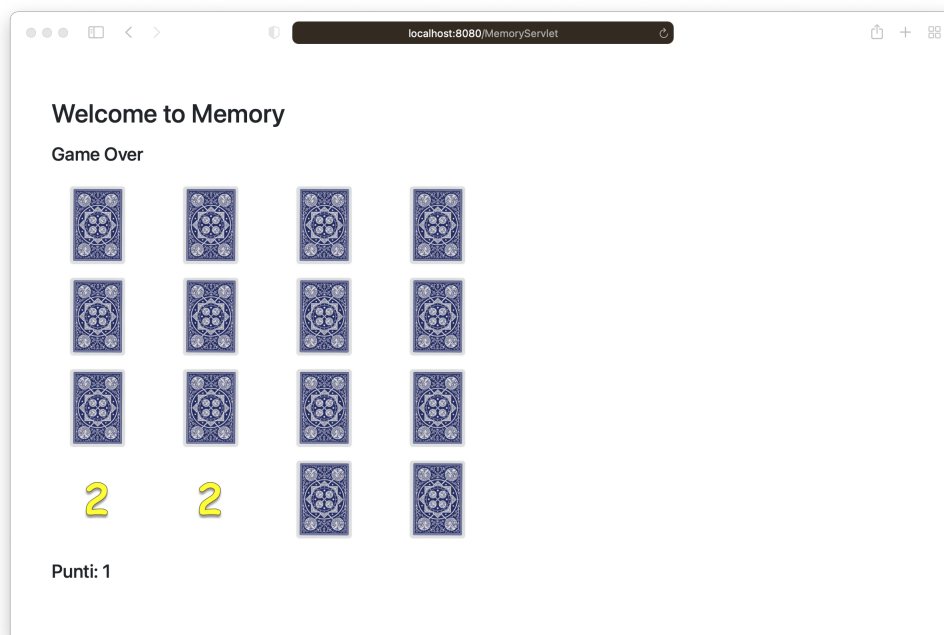 localhost:8080/MemoryServlet
Welcome to Memory
Game Over
2 2
Punti: 1